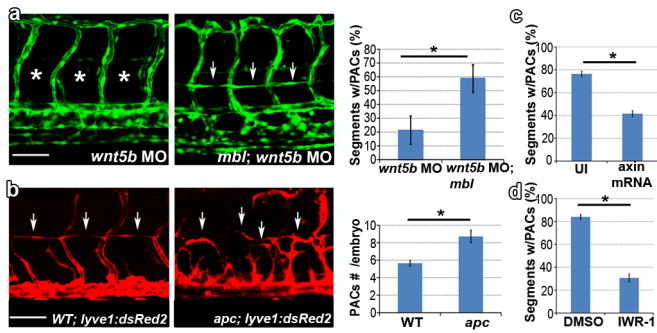 a
* * *
wnt5b MO
mbl; wnt5b MO
Segments w/PACs (%)
80
70
60
50
40
30
20
10
0
*
wnt5b MO
wnt5b MO;
mbl
c
Segments w/PACs (%)
100
80
60
40
20
0
*
UI
axin
mRNA
b
WT; lyve1:dsRed2
apc; lyve1:dsRed2
PACs # /embryo
10
8
6
4
2
0
*
WT
apc
d
Segments w/PACs (%)
100
80
60
40
20
0
*
DMSO
IWR-1